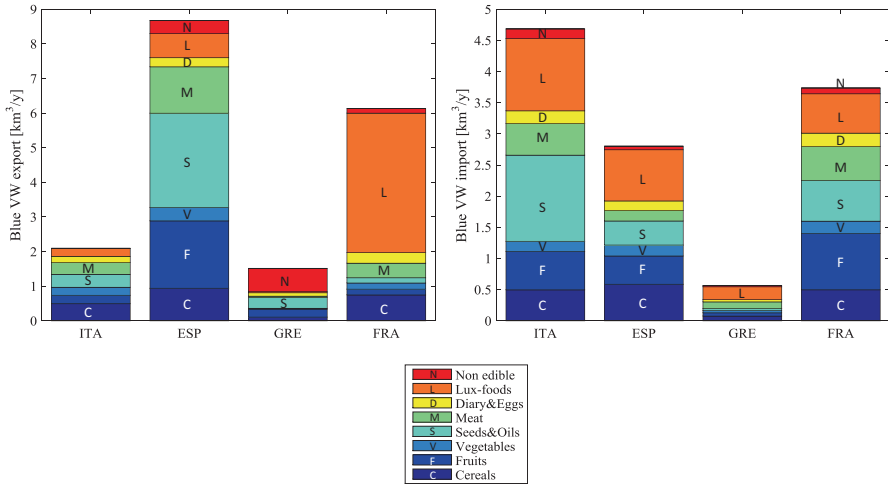 Blue VW export [km³/y]
9
8
7
6
5
4
3
2
1
0
C
S
M
C
F
V
S
M
D
L
N
S
N
C
M
L
ITA
ESP
GRE
FRA
Blue VW import [km³/y]
5
4.5
4
3.5
3
2.5
2
1.5
1
0.5
0
C
F
V
S
M
D
L
N
C
F
V
S
L
L
C
F
V
S
M
D
L
N
ITA
ESP
GRE
FRA
N Non edible
L Lux-foods
D Diary&Eggs
M Meat
S Seeds&Oils
V Vegetables
F Fruits
C Cereals